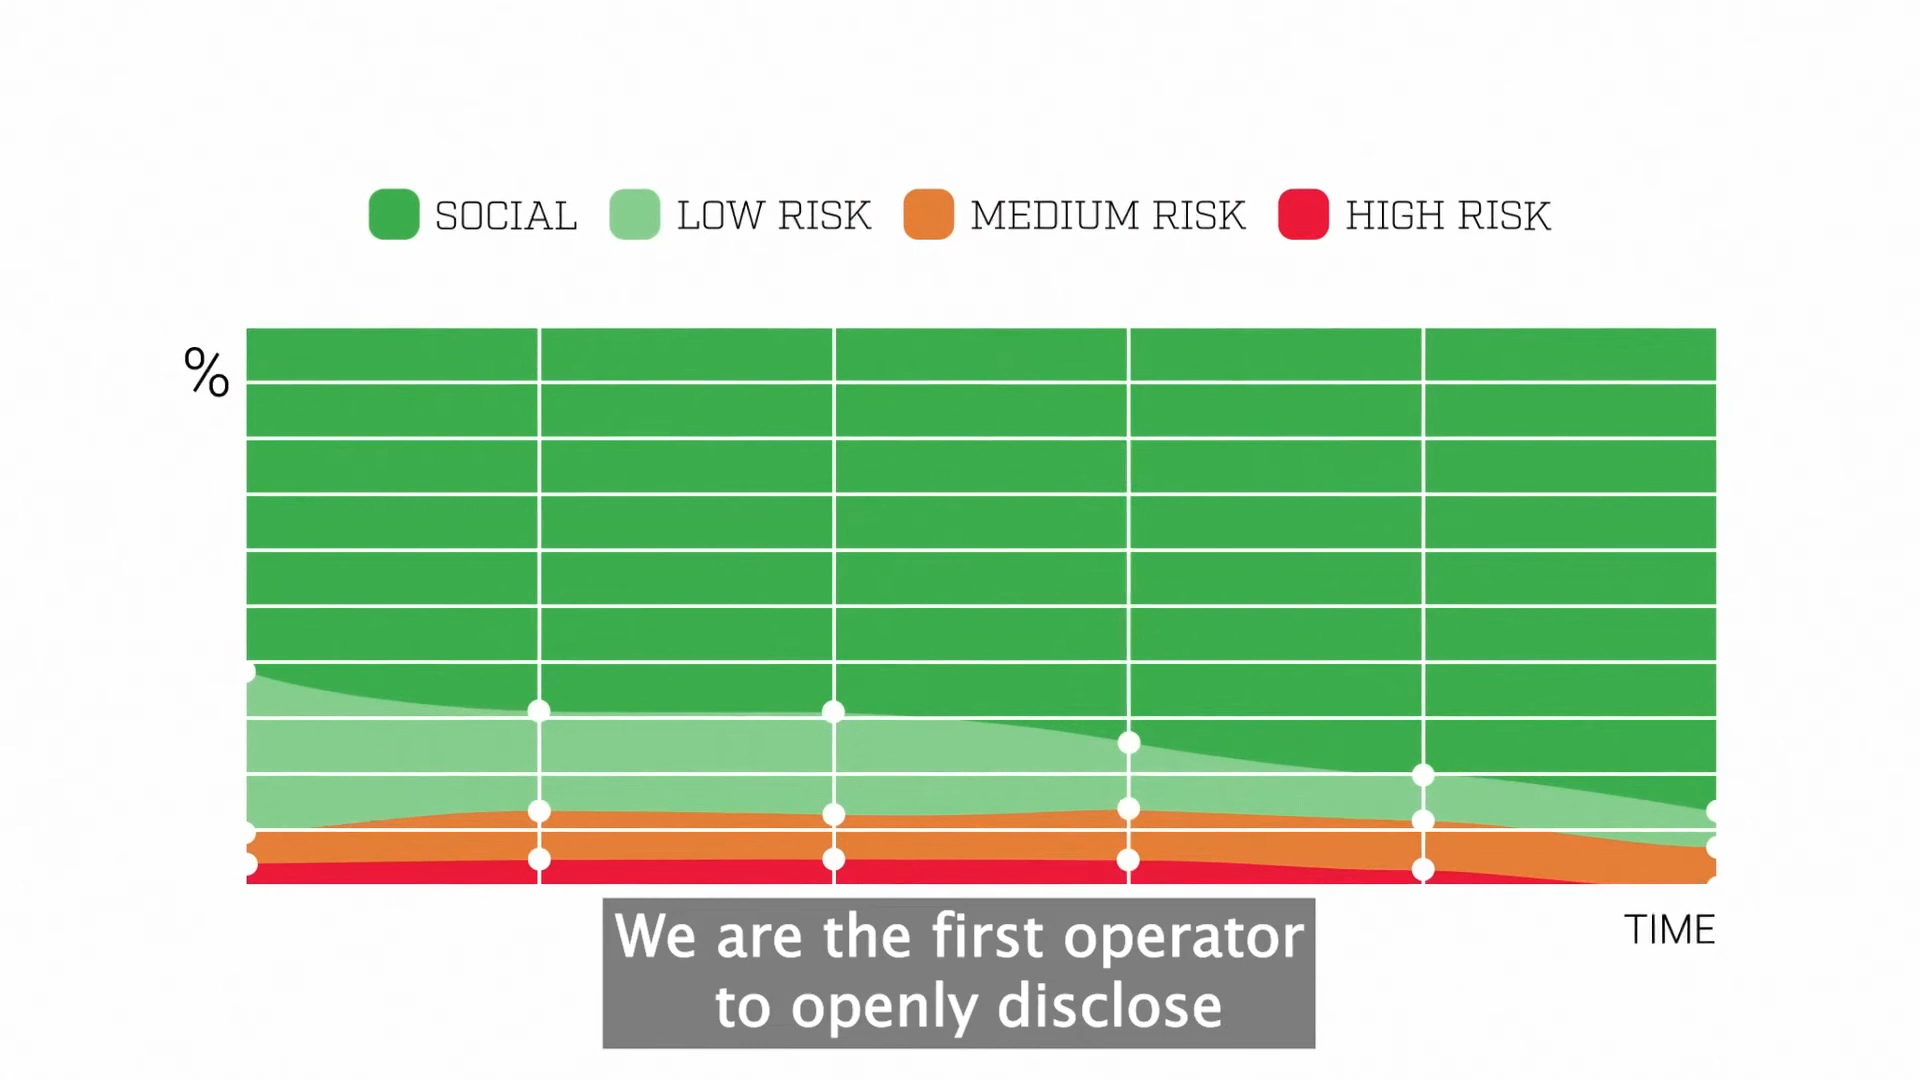 SOCIAL LOW RISK MEDIUM RISK HIGH RISK
%
TIME
We are the first operator
to openly disclose